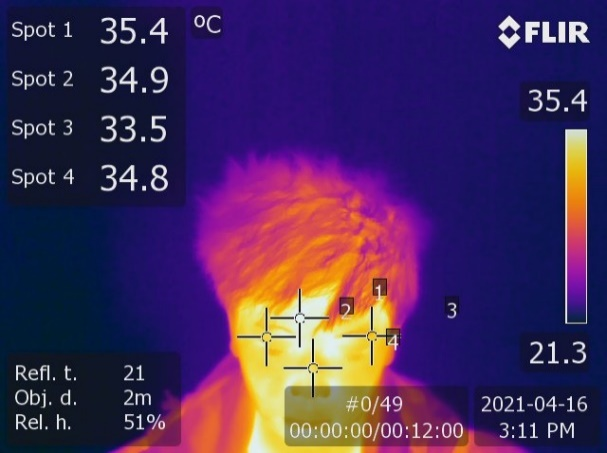 Spot 1 35.4 ºC
Spot 2 34.9
Spot 3 33.5
Spot 4 34.8
FLIR
35.4
1
2
3
4
21.3
Refl. t. 21
Obj. d. 2m
Rel. h. 51%
#0/49
00:00:00/00:12:00
2021-04-16
3:11 PM